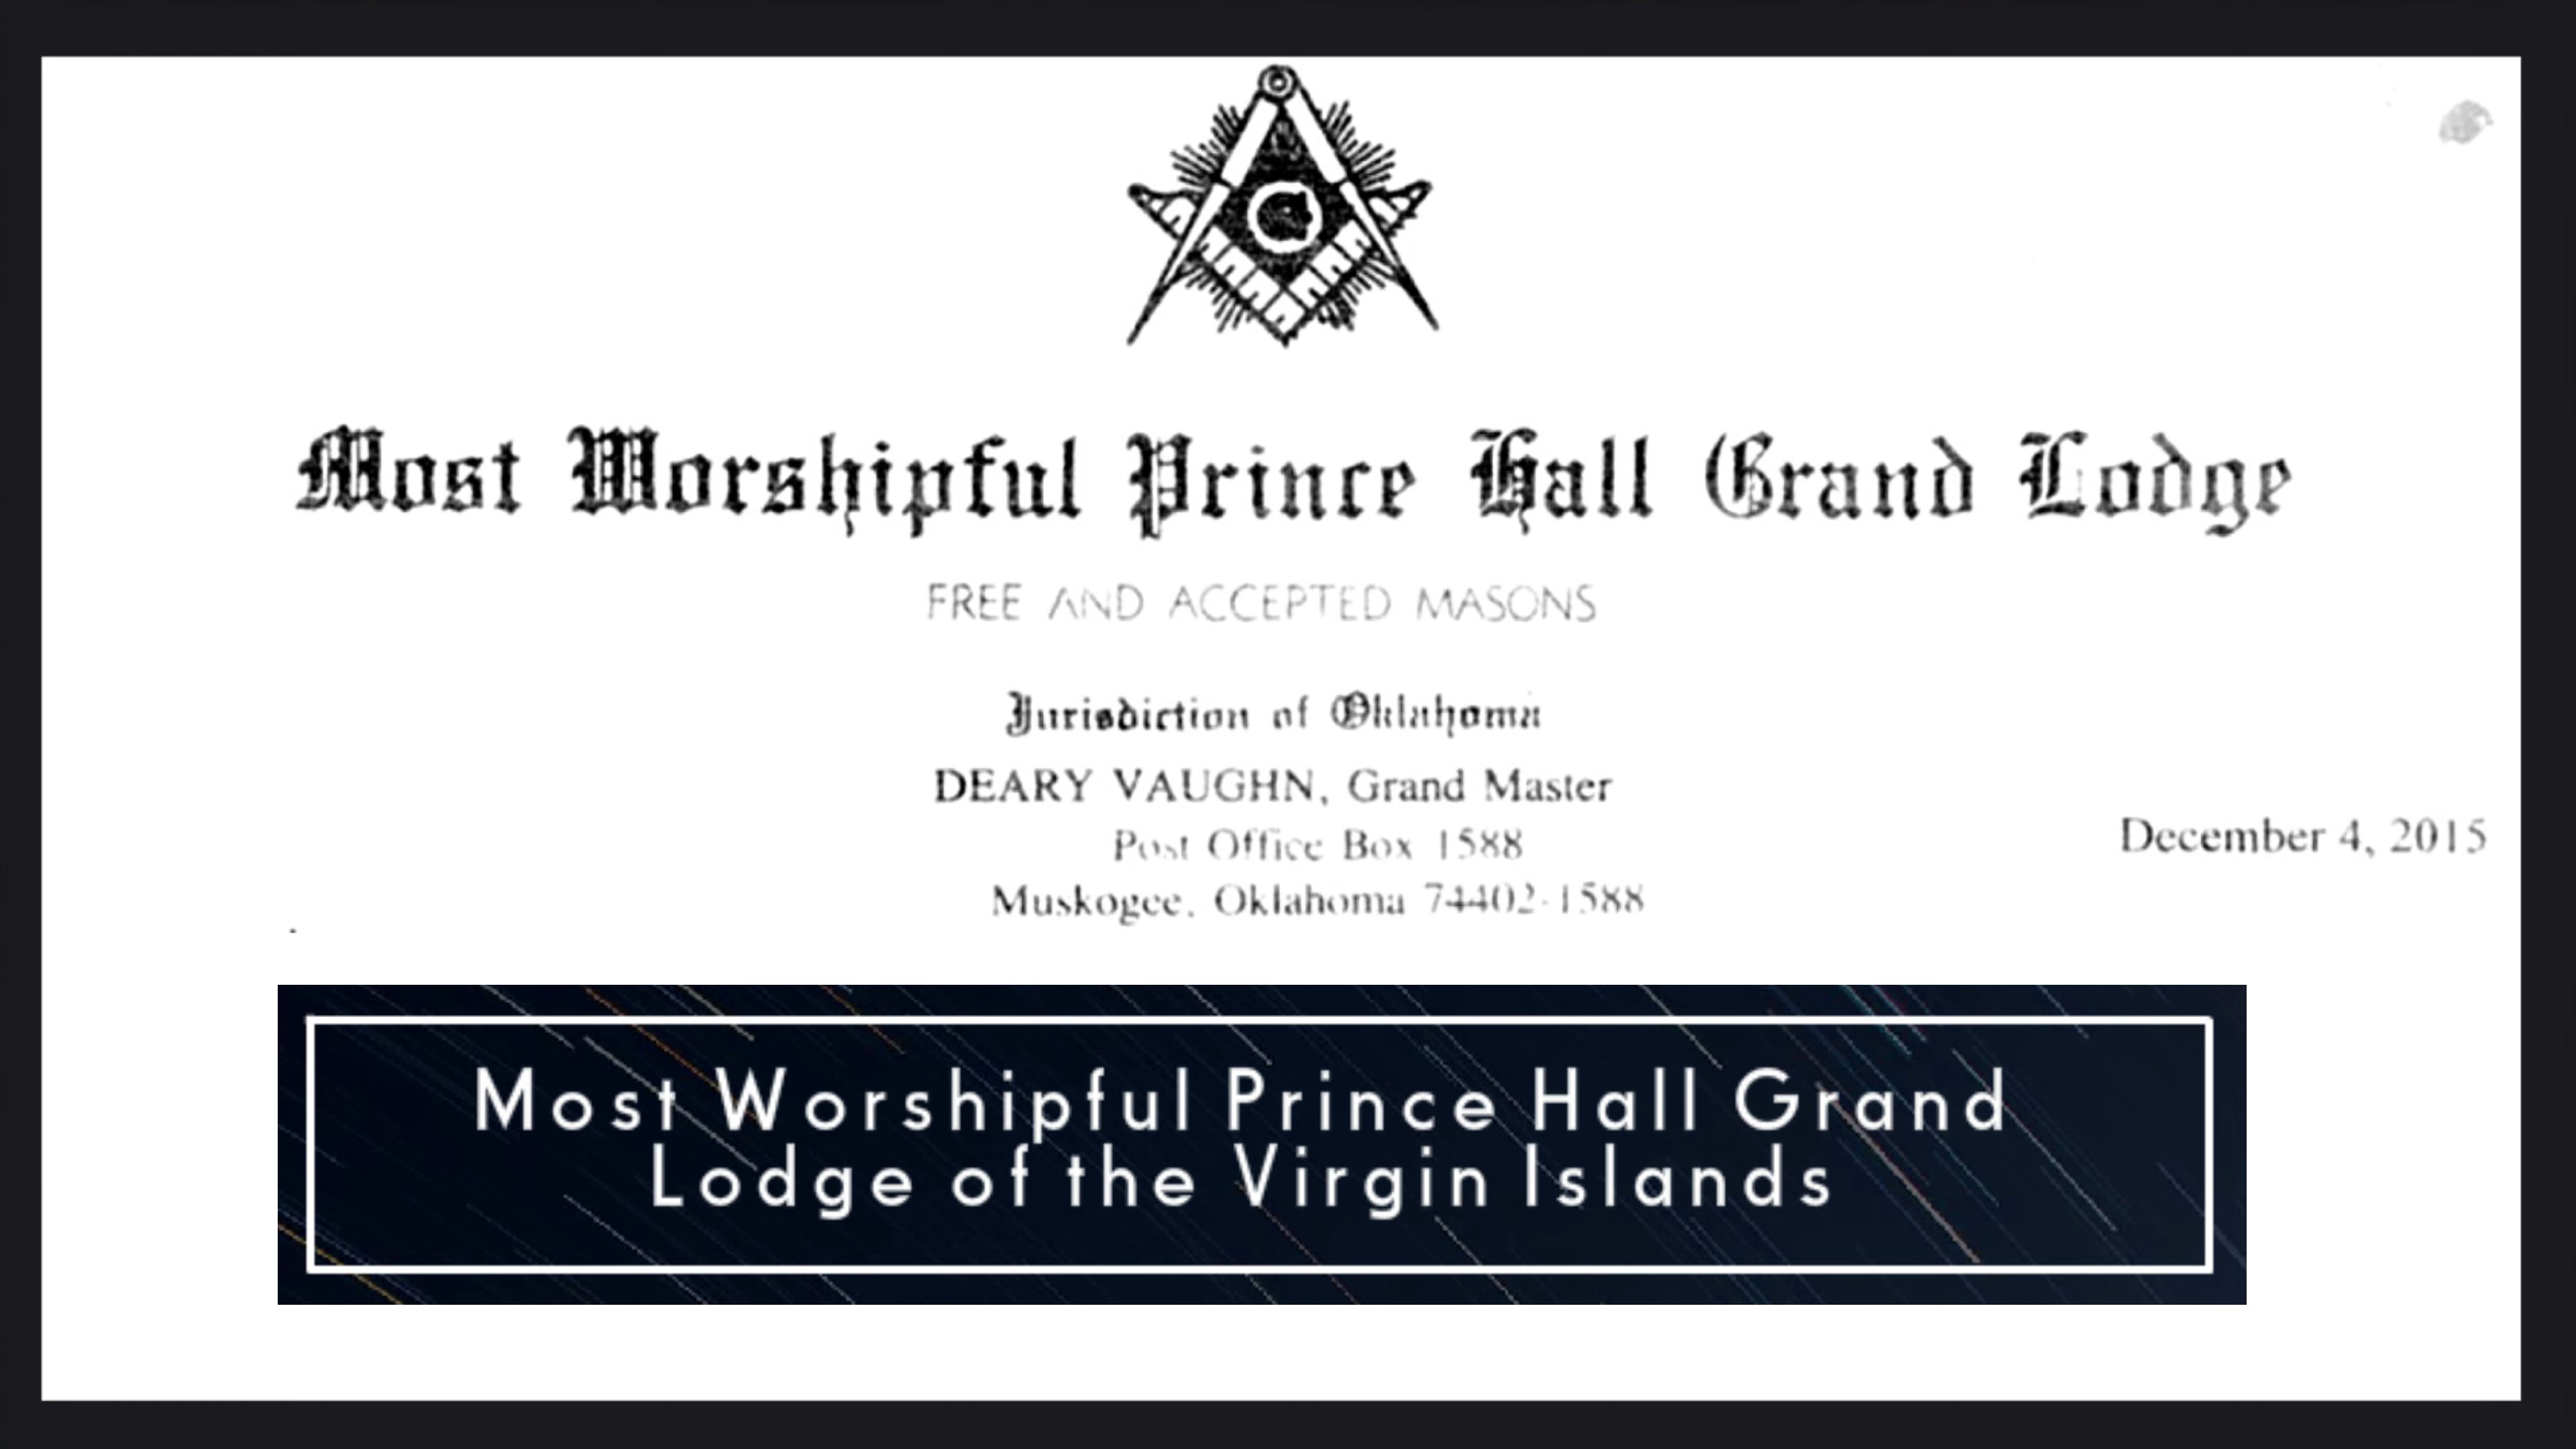 G
Most Worshipful Prince Hall Grand Lodge
FREE AND ACCEPTED MASONS
Jurisdiction of Oklahoma
DEARY VAUGHN, Grand Master
Post Office Box 1588
December 4, 2015
Muskogee, Oklahoma 74402-1588
Most Worshipful Prince Hall Grand
Lodge of the Virgin Islands